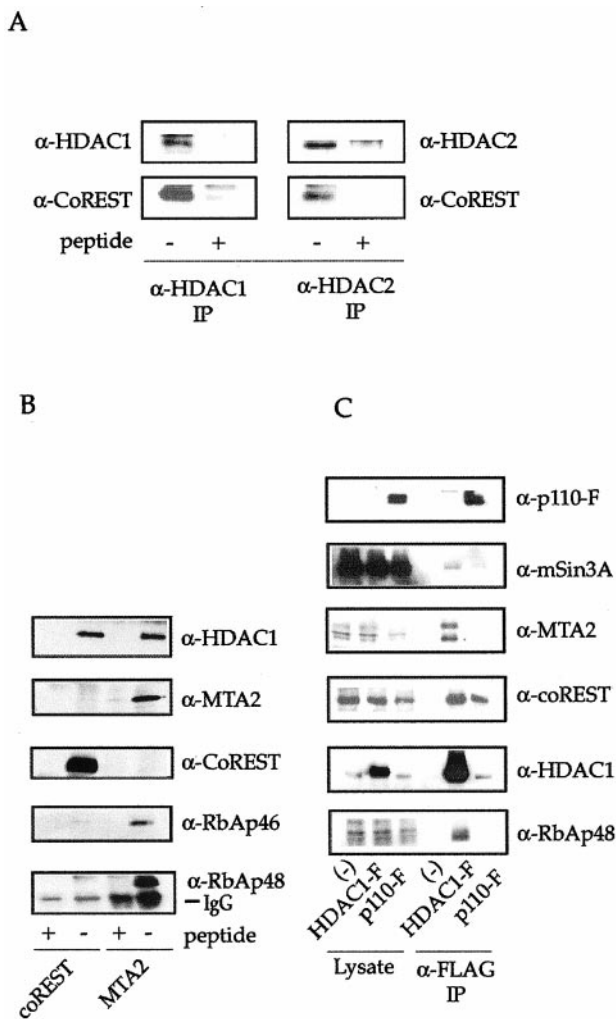 A
α-HDAC1
α-HDAC2
α-CoREST
α-CoREST
peptide - + - +
α-HDAC1 IP
α-HDAC2 IP
B
α-HDAC1
α-MTA2
α-CoREST
α-RbAp46
α-RbAp48
IgG
+ - + - peptide
coREST MTA2
C
α-p110-F
α-mSin3A
α-MTA2
α-coREST
α-HDAC1
α-RbAp48
(-) HDAC1-F p110-F (-) HDAC1-F p110-F
Lysate
α-FLAG IP